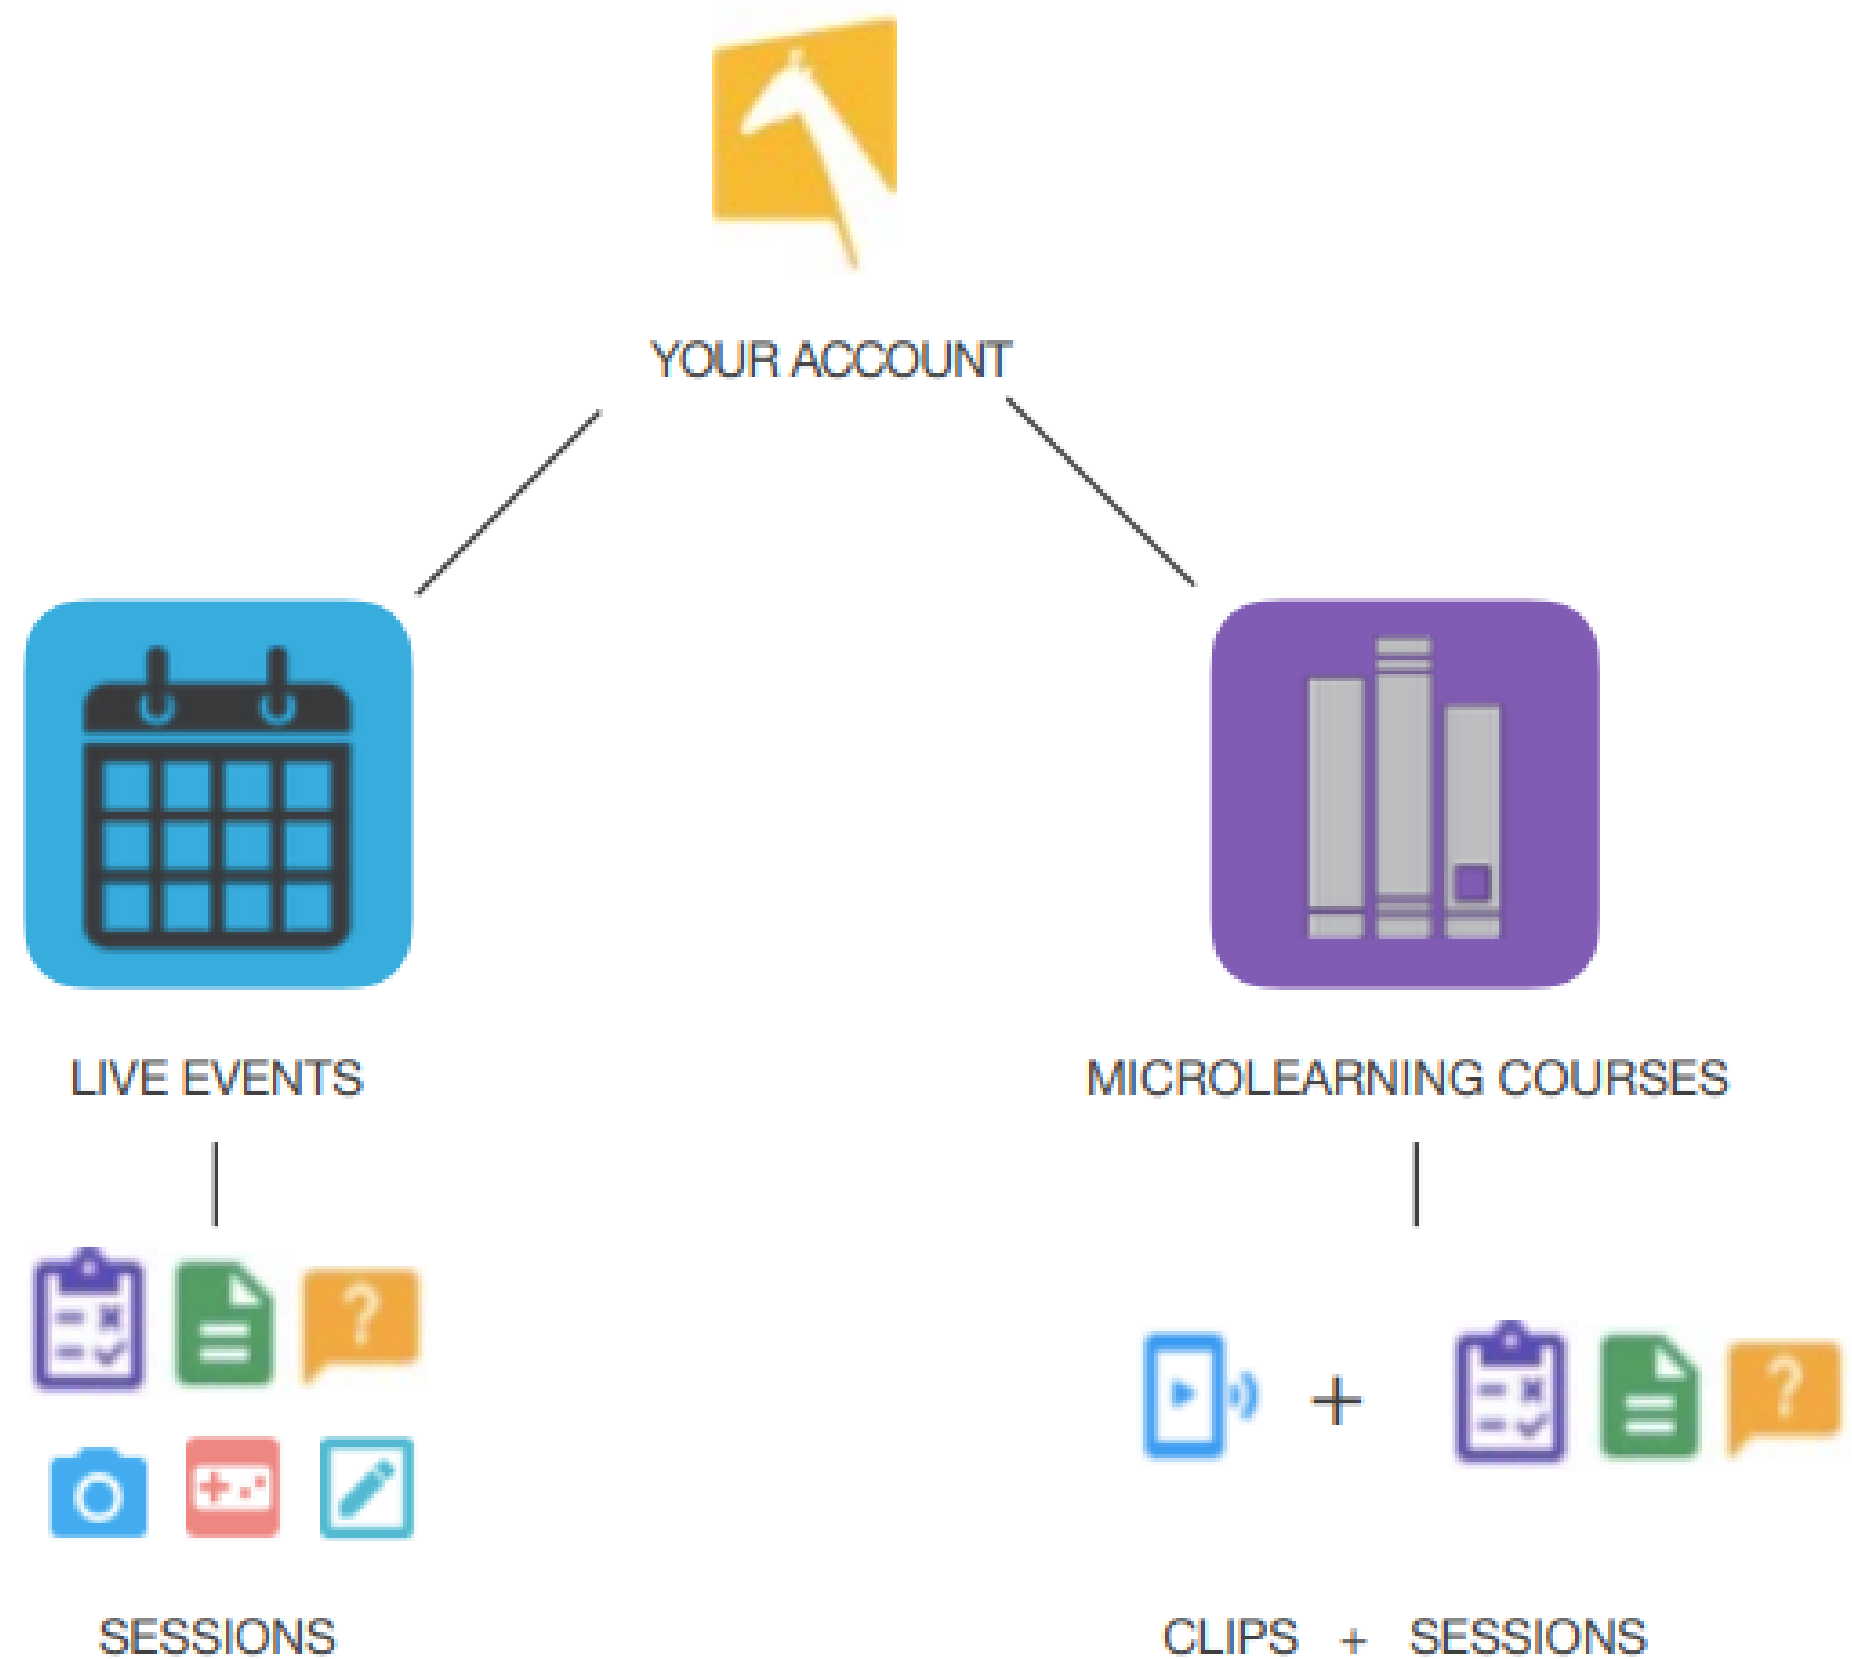 YOUR ACCOUNT
LIVE EVENTS
MICROLEARNING COURSES
?
+
?
SESSIONS
CLIPS + SESSIONS